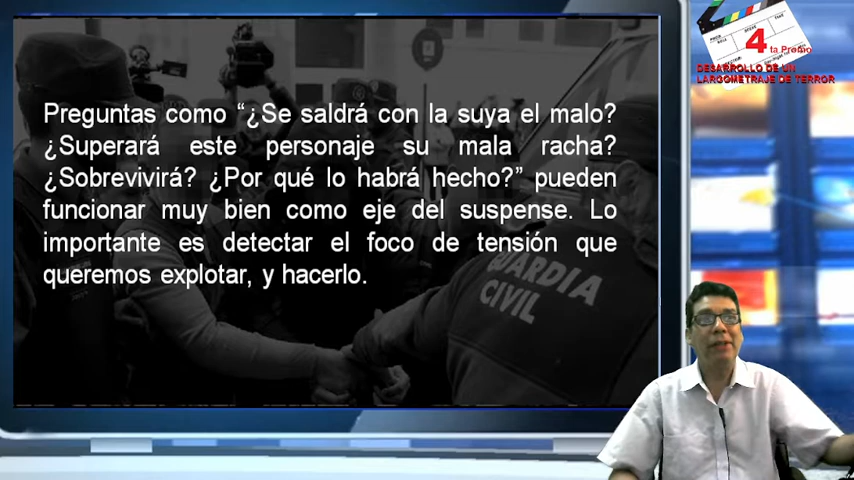 Preguntas como “¿Se saldrá con la suya el malo?
¿Superará este personaje su mala racha?
¿Sobrevivirá? ¿Por qué lo habrá hecho?” pueden
funcionar muy bien como eje del suspense. Lo
importante es detectar el foco de tensión que
queremos explotar, y hacerlo.
GUARDIA
CIVIL
4 ta Promo
DESARROLLO DE UN
LARGOMETRAJE DE TERROR